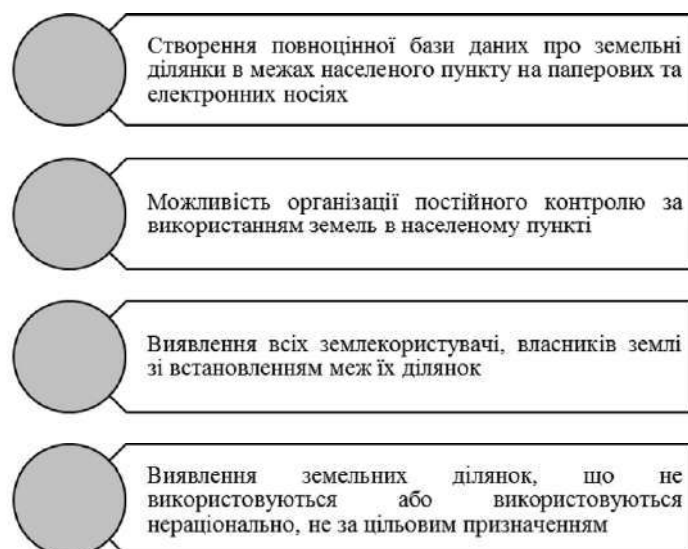 Створення повноцінної бази даних про земельні
ділянки в межах населеного пункту на паперових та
електронних носіях
Можливість організації постійного контролю за
використанням земель в населеному пункті
Виявлення всіх землекористувачі, власників землі
зі встановленням меж їх ділянок
Виявлення земельних ділянок, що не
використовуються або використовуються
нераціонально, не за цільовим призначенням